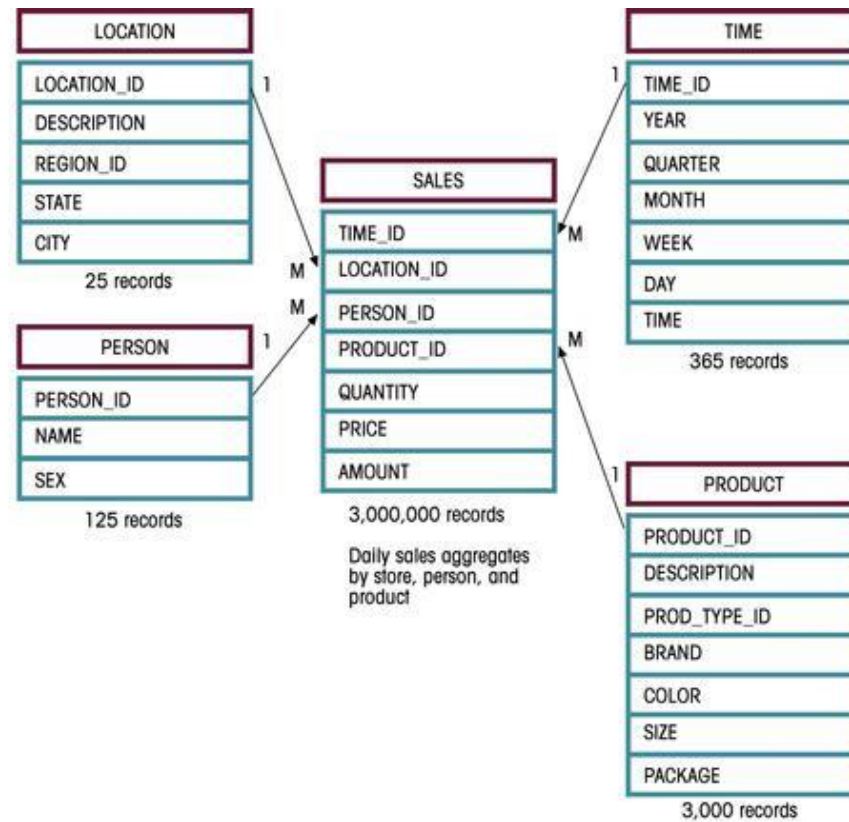 LOCATION
LOCATION_ID
DESCRIPTION
REGION_ID
STATE
CITY
25 records
1
M
PERSON
PERSON_ID
NAME
SEX
125 records
1
M
SALES
TIME_ID
LOCATION_ID
PERSON_ID
PRODUCT_ID
QUANTITY
PRICE
AMOUNT
3,000,000 records
Daily sales aggregates
by store, person, and
product
TIME
TIME_ID
YEAR
QUARTER
MONTH
WEEK
DAY
TIME
365 records
1
M
PRODUCT
PRODUCT_ID
DESCRIPTION
PROD_TYPE_ID
BRAND
COLOR
SIZE
PACKAGE
3,000 records
1
M